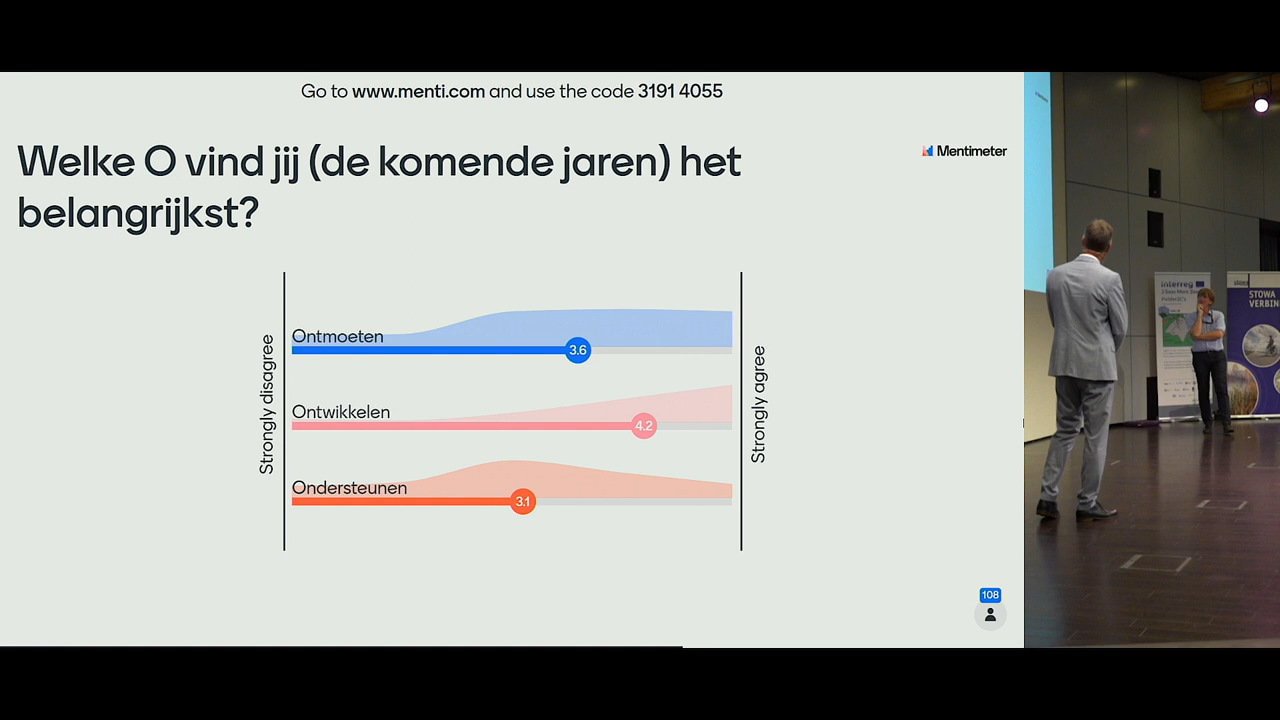 Go to www.menti.com and use the code 3191 4055
Welke O vind jij (de komende jaren) het
belangrijkst?
Mentimeter
Strongly disagree
Ontmoeten
3.6
Ontwikkelen
4.2
Ondersteunen
3.1
Strongly agree
108
interreg
STOWA
VERBIN